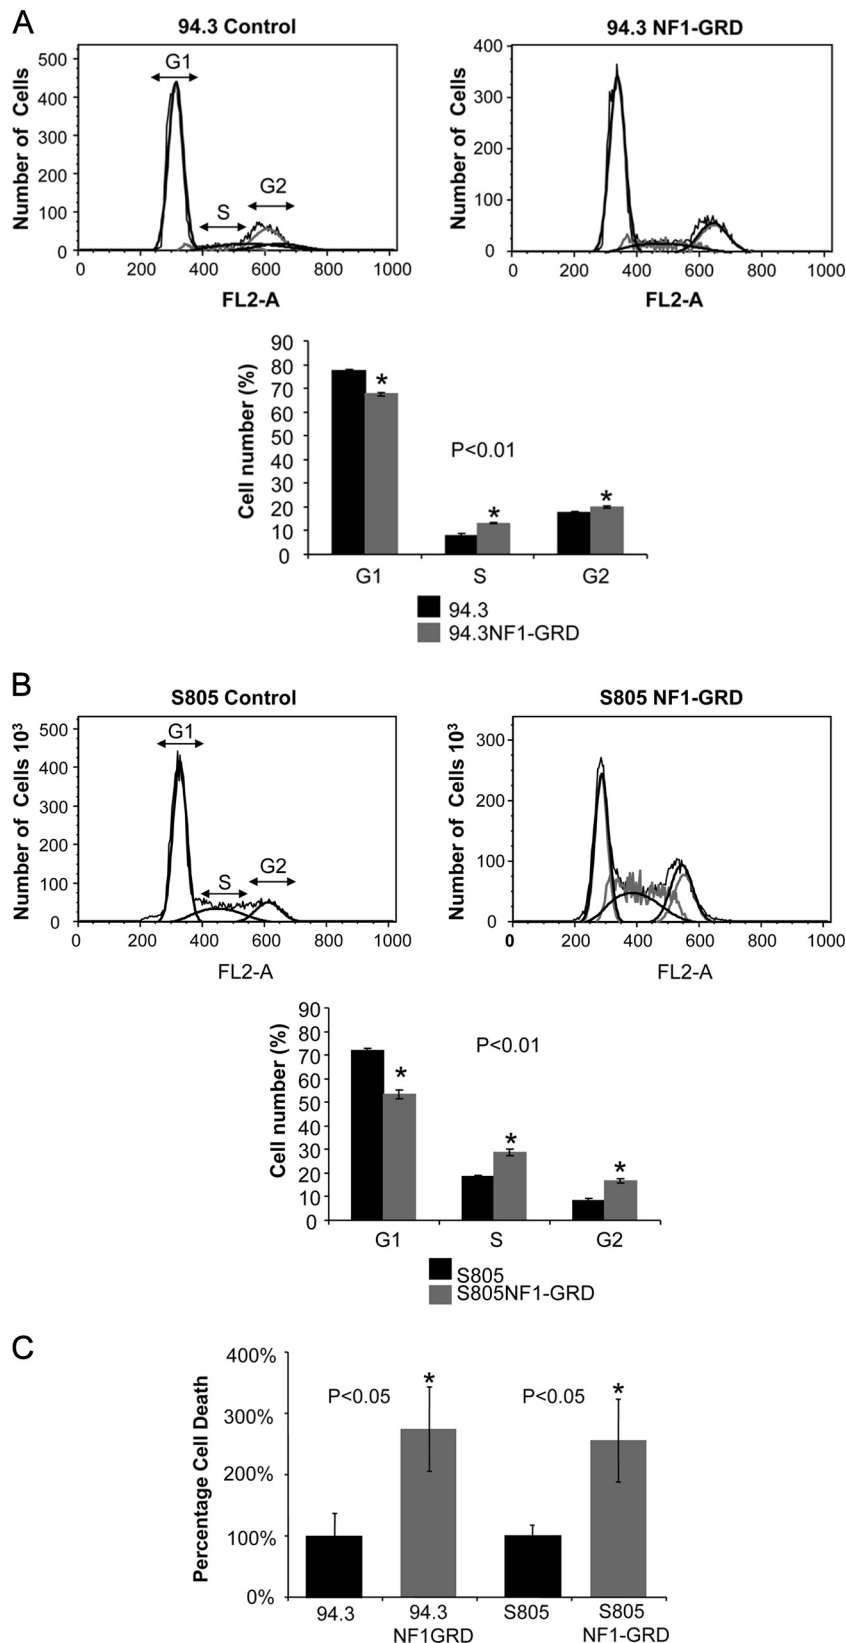 A
94.3 Control
94.3 NF1-GRD
Number of Cells
500
400
300
200
100
0
G1
S
G2
0 200 400 600 800 1000
FL2-A
Number of Cells
400
300
200
100
0
0 200 400 600 800 1000
FL2-A
Cell number (%)
90
80
70
60
50
40
30
20
10
0
*
P<0.01
*
*
G1 S G2
94.3
94.3NF1-GRD
B
S805 Control
S805 NF1-GRD
Number of Cells 10³
500
400
300
200
100
0
G1
S
G2
0 200 400 600 800 1000
FL2-A
Number of Cells 10³
300
200
100
0
0 200 400 600 800 1000
FL2-A
Cell number (%)
90
80
70
60
50
40
30
20
10
0
P<0.01
*
*
*
G1 S G2
S805
S805NF1-GRD
C
Percentage Cell Death
400%
300%
200%
100%
0%
P<0.05
*
P<0.05
*
94.3
94.3
NF1GRD
S805
S805
NF1-GRD